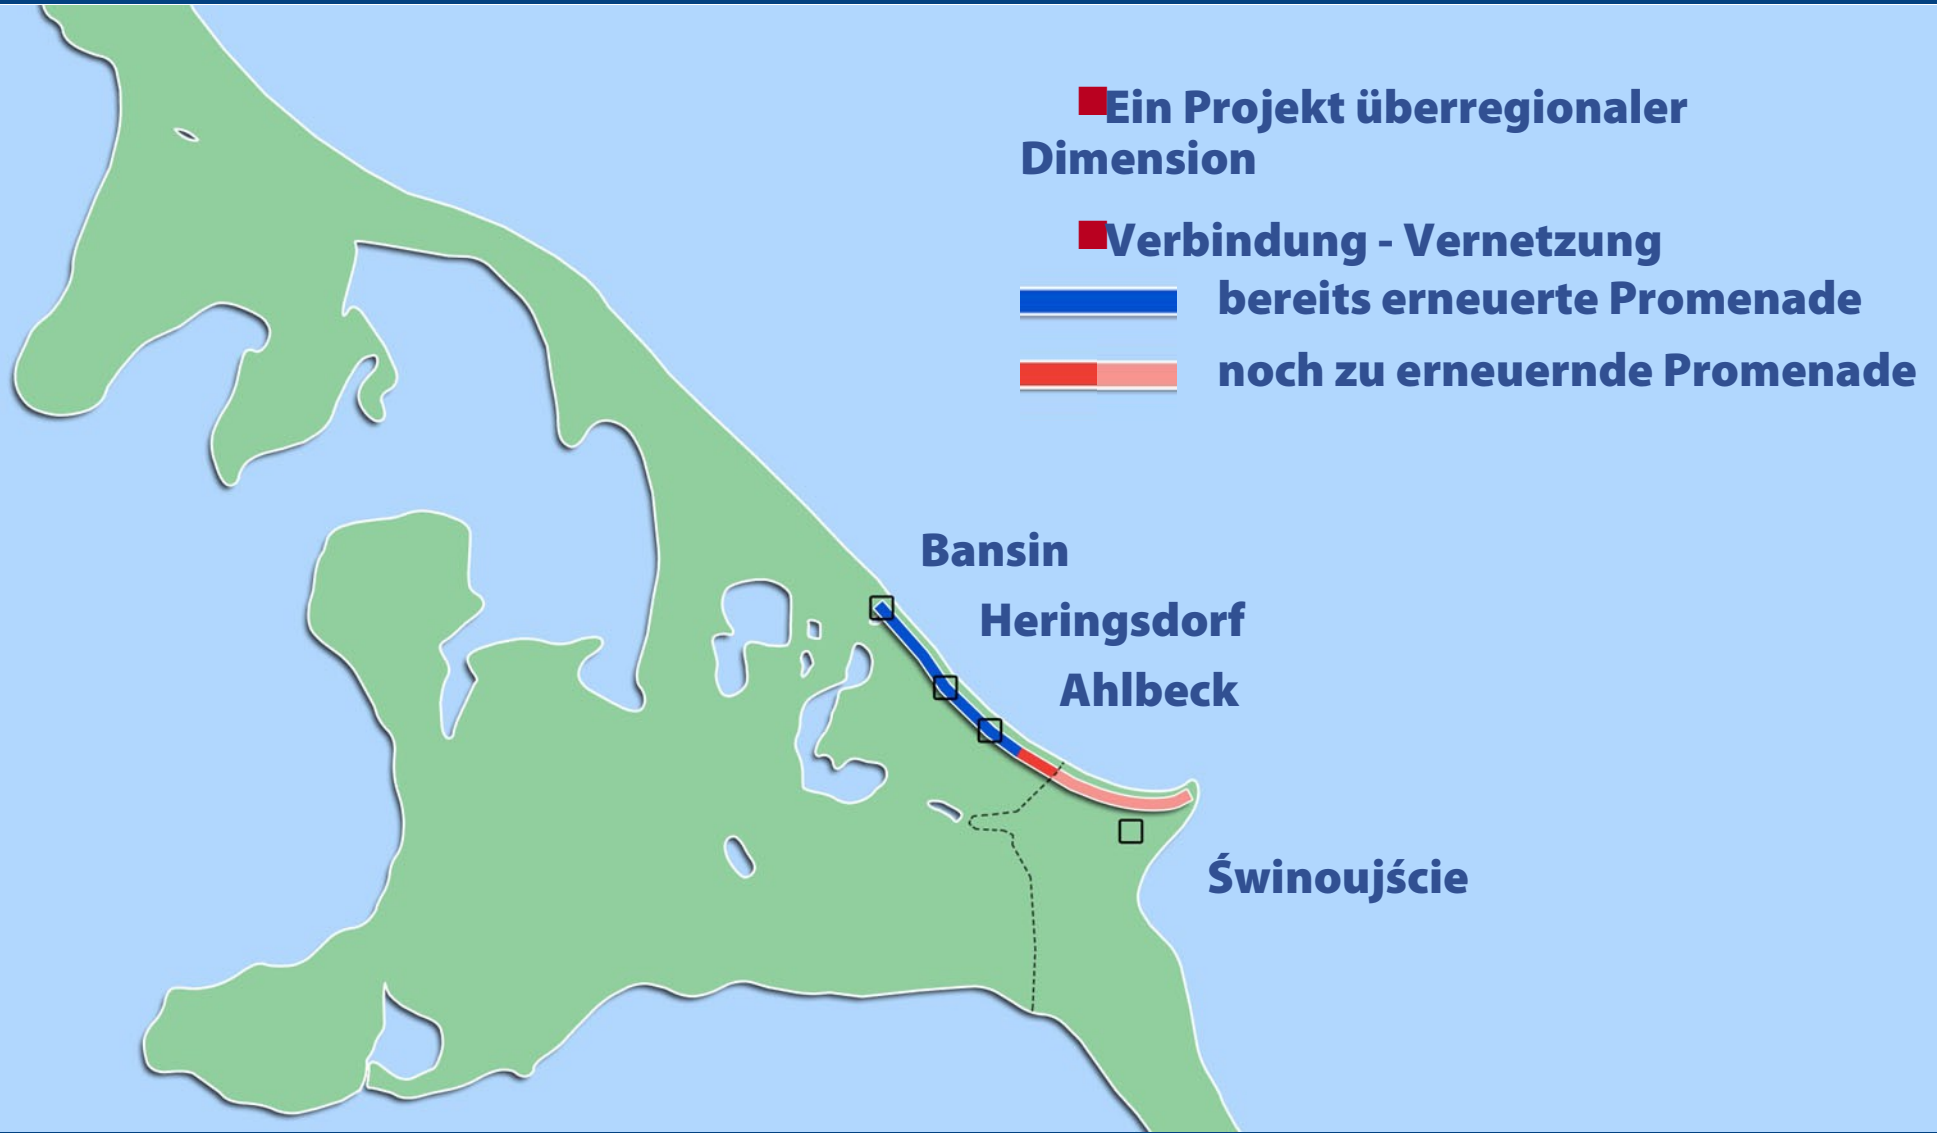 Ein Projekt überregionaler
Dimension
Verbindung - Vernetzung
bereits erneuerte Promenade
noch zu erneuernde Promenade
Bansin
Heringsdorf
Ahlbeck
Świnoujście